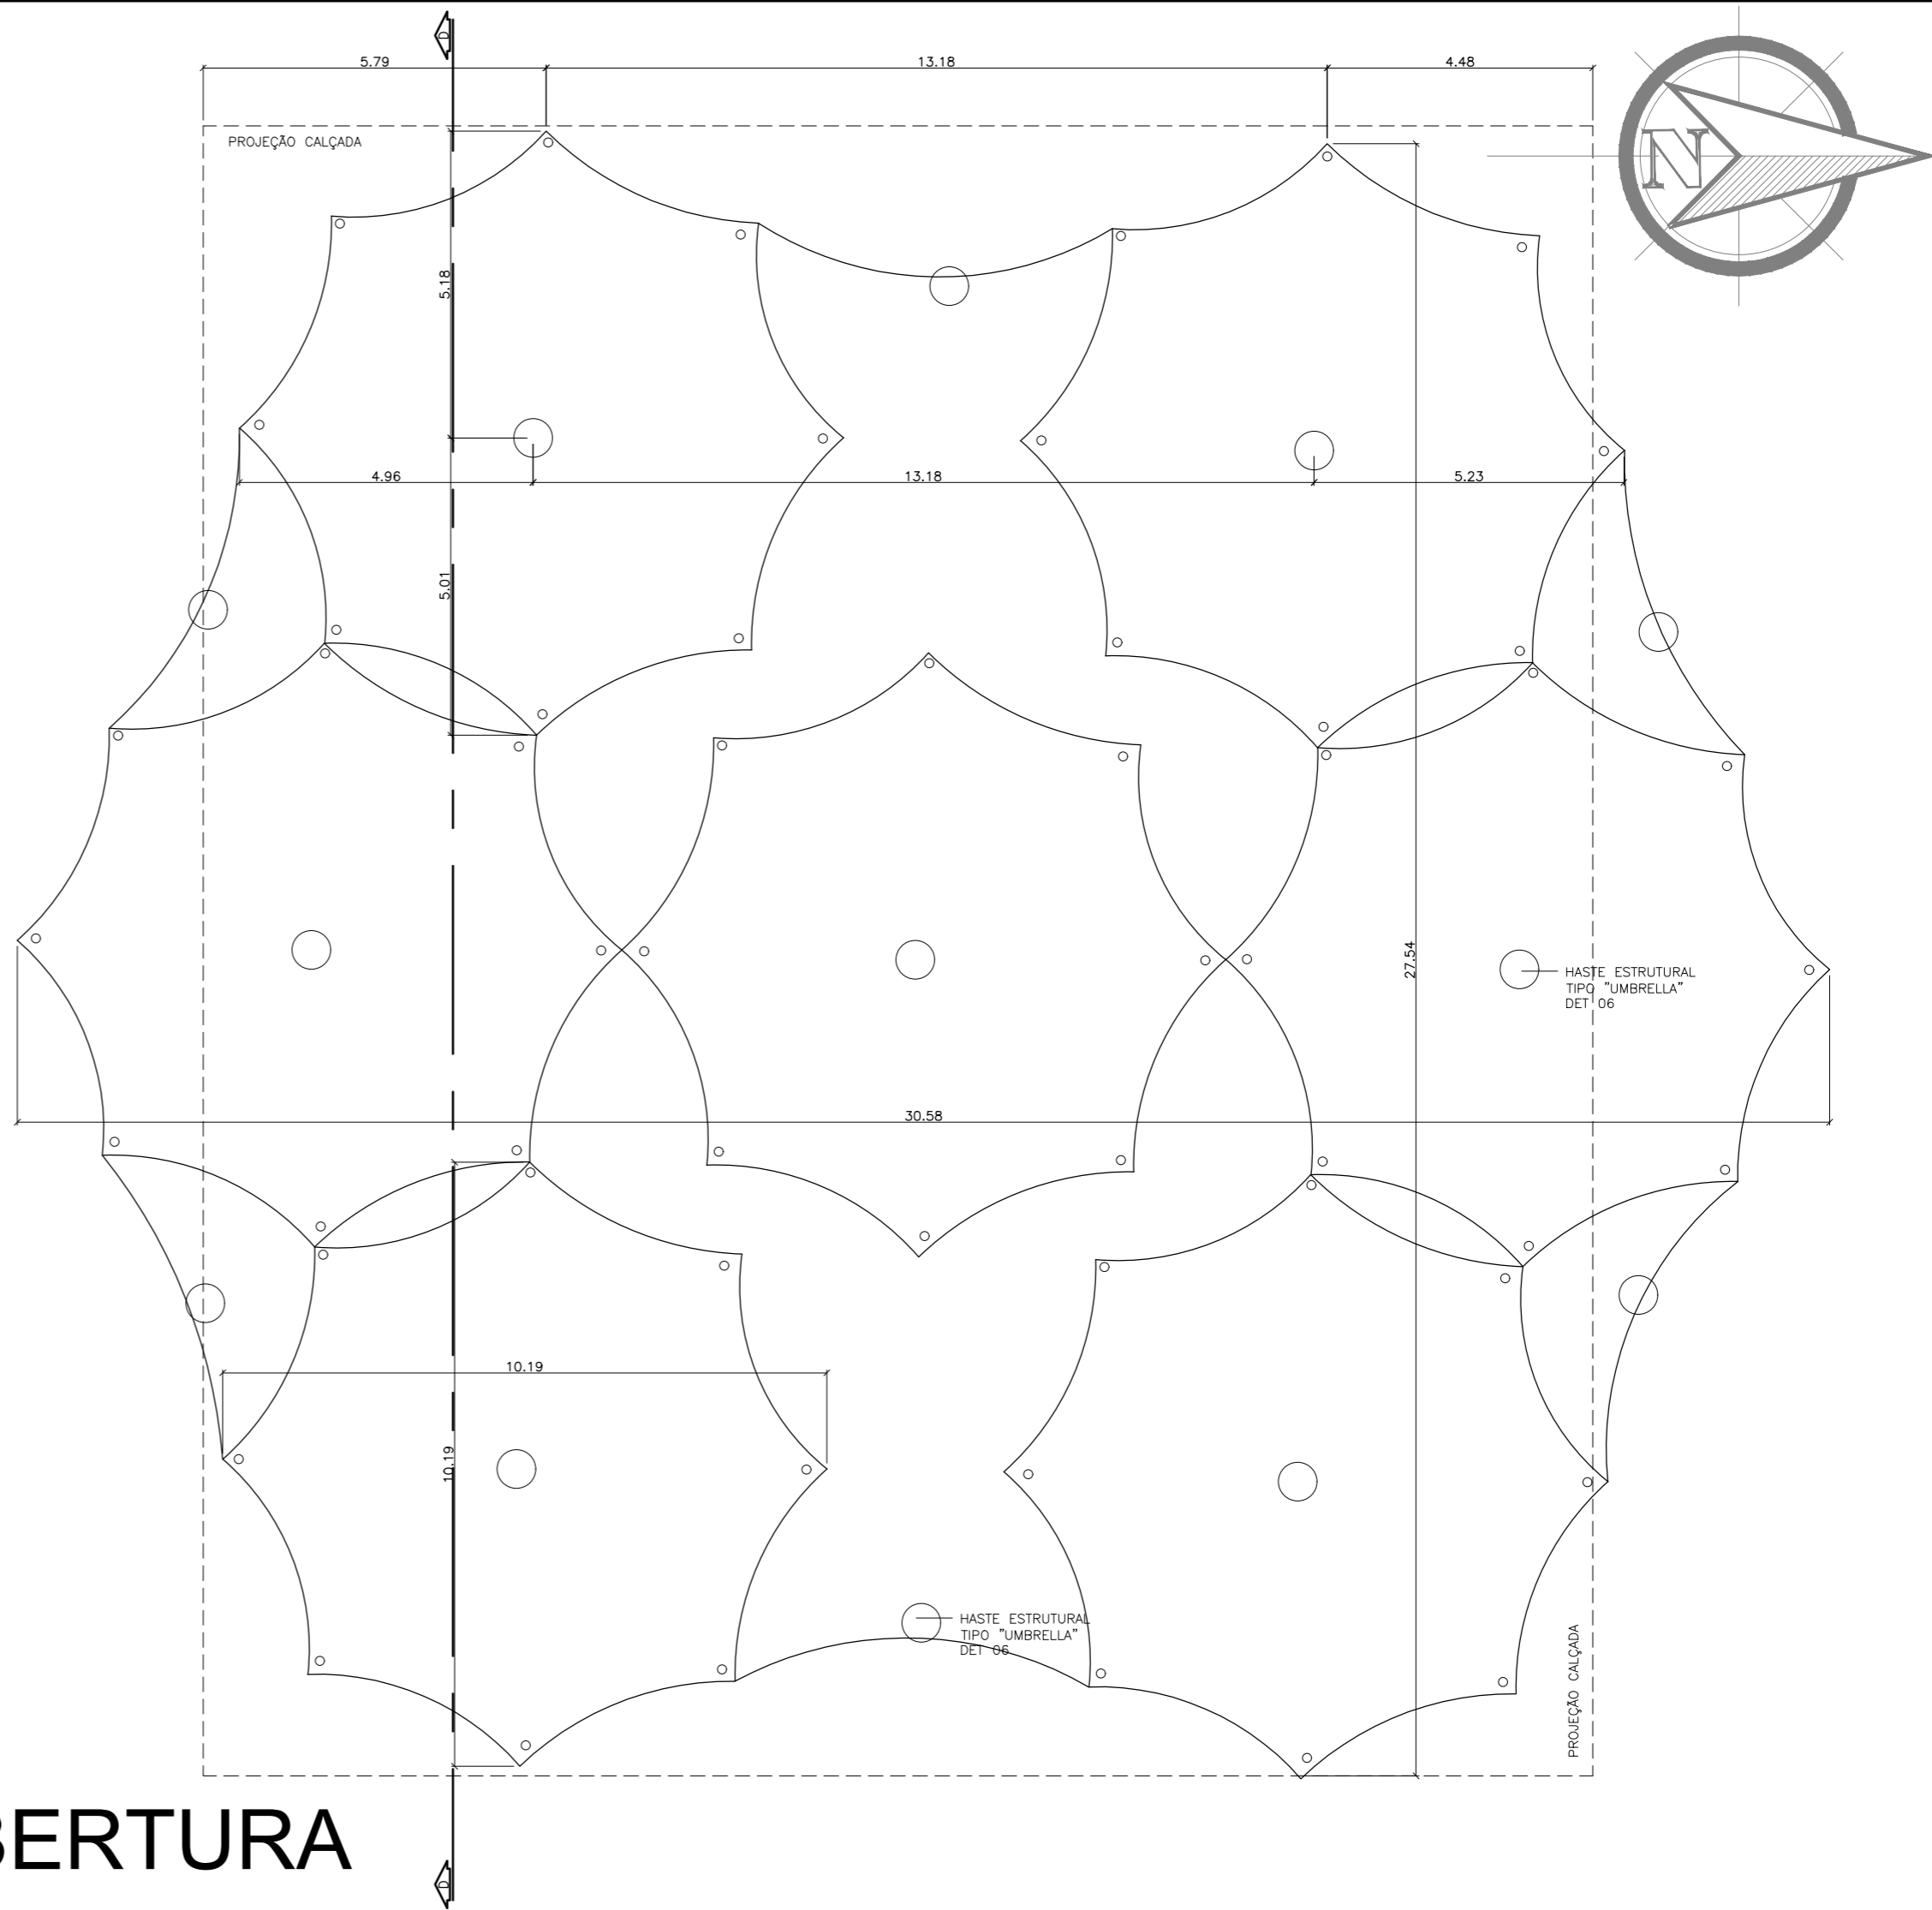 5.79
13.18
4.48
D
N
PROJEÇÃO CALÇADA
5.18
4.96
13.18
5.23
5.01
27.54
HASTE ESTRUTURAL
TIPO "UMBRELLA"
DET 06
30.58
10.19
10.19
HASTE ESTRUTURAL
TIPO "UMBRELLA"
DET 06
PROJEÇÃO CALÇADA
BERTURA
D